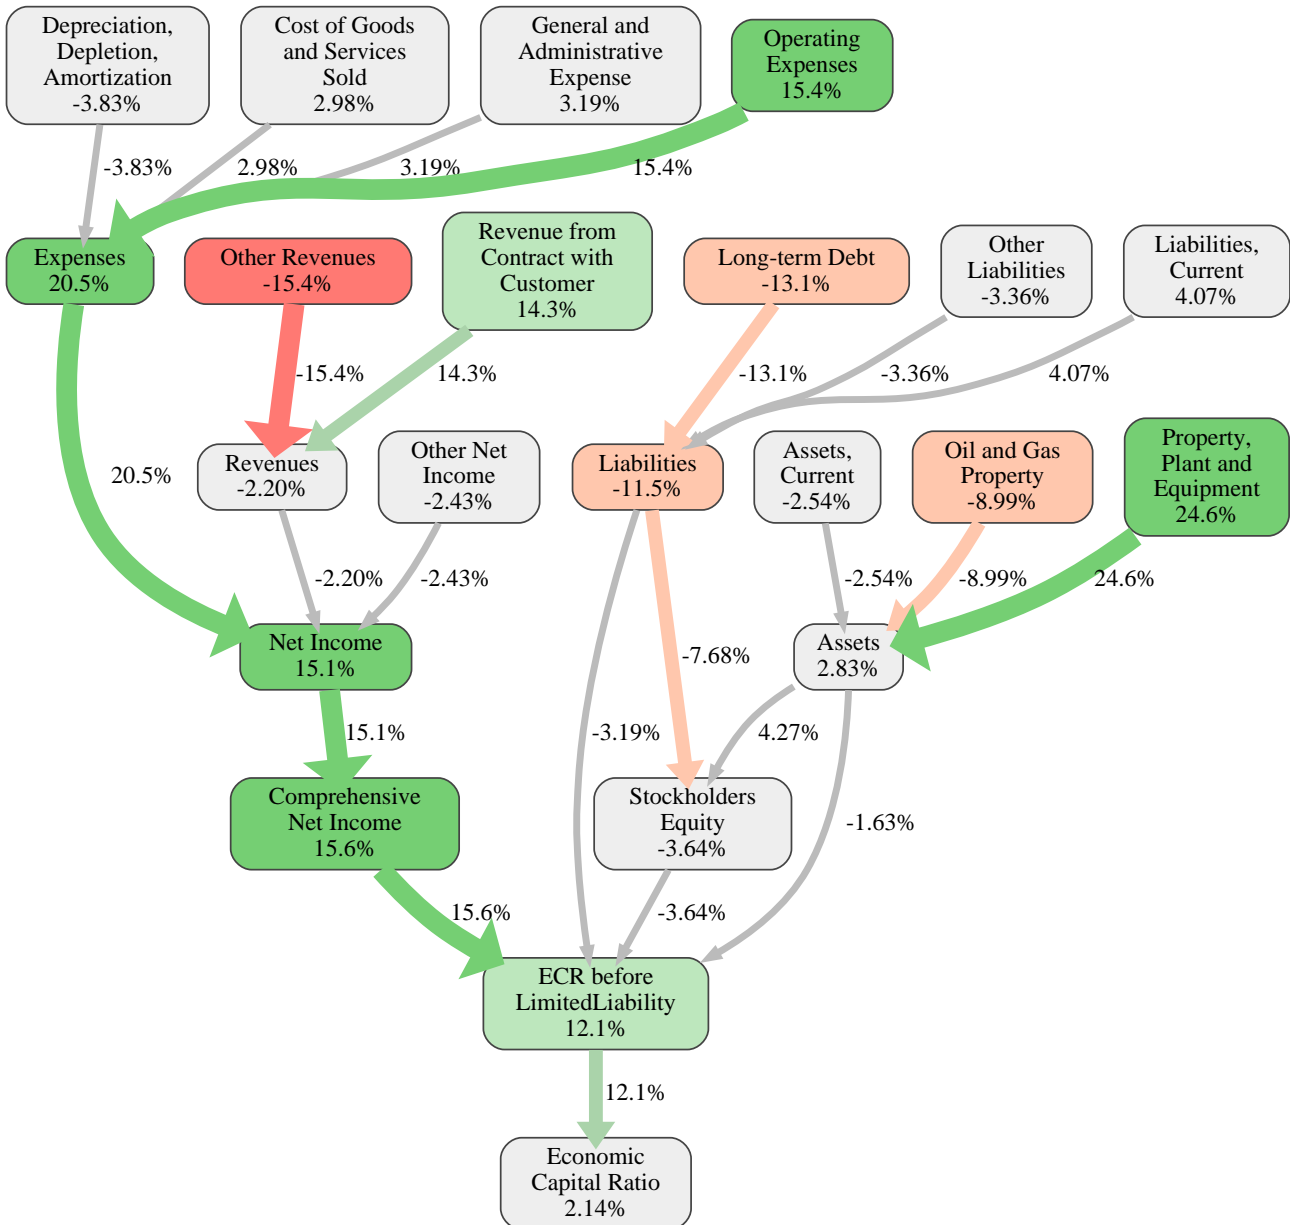 Depreciation,
Depletion,
Amortization
-3.83%
Cost of Goods
and Services
Sold
2.98%
General and
Administrative
Expense
3.19%
Operating
Expenses
15.4%
-3.83%
2.98%
3.19%
15.4%
Expenses
20.5%
Other Revenues
-15.4%
Revenue from
Contract with
Customer
14.3%
Long-term Debt
-13.1%
Other
Liabilities
-3.36%
Liabilities,
Current
4.07%
-15.4%
14.3%
-13.1%
-3.36%
4.07%
20.5%
Revenues
-2.20%
Other Net
Income
-2.43%
Liabilities
-11.5%
Assets,
Current
-2.54%
Oil and Gas
Property
-8.99%
Property,
Plant and
Equipment
24.6%
-2.20%
-2.43%
-2.54%
-8.99%
24.6%
Net Income
15.1%
-7.68%
Assets
2.83%
15.1%
-3.19%
4.27%
-1.63%
Comprehensive
Net Income
15.6%
Stockholders
Equity
-3.64%
15.6%
-3.64%
ECR before
LimitedLiability
12.1%
12.1%
Economic
Capital Ratio
2.14%